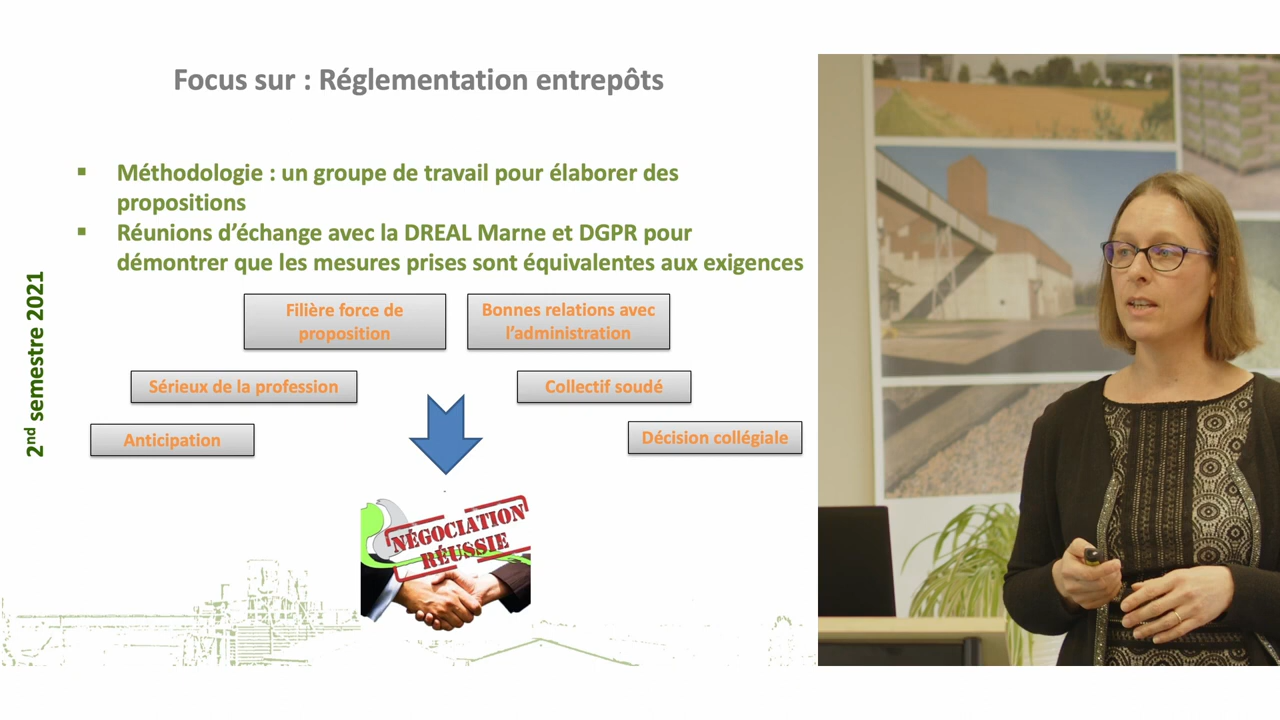 Focus sur : Réglementation entrepôts
▪ Méthodologie : un groupe de travail pour élaborer des
propositions
▪ Réunions d’échange avec la DREAL Marne et DGPR pour
démontrer que les mesures prises sont équivalentes aux exigences
2nd semestre 2021
Filière force de
proposition
Bonnes relations avec
l’administration
Sérieux de la profession
Collectif soudé
Anticipation
Décision collégiale
NÉGOCIATION
RÉUSSIE